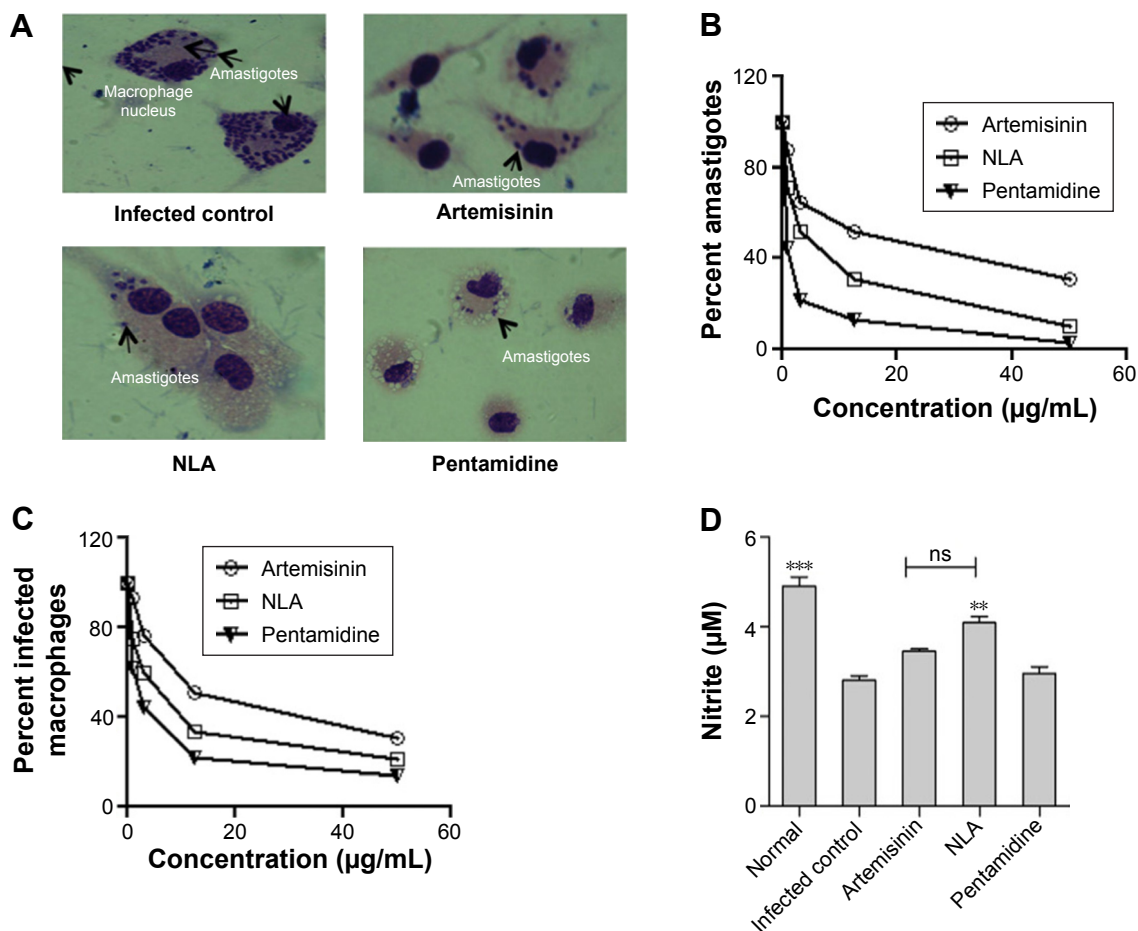 A
Amastigotes
Macrophage
nucleus
Infected control
Amastigotes
Artemisinin
Amastigotes
NLA
Amastigotes
Pentamidine
B
Percent amastigotes
120
80
40
0
0
20
40
60
Concentration (µg/mL)
Artemisinin
NLA
Pentamidine
C
Percent infected
macrophages
120
80
40
0
0
20
40
60
Concentration (µg/mL)
Artemisinin
NLA
Pentamidine
D
Nitrite (µM)
6
4
2
0
***
ns
**
Normal
Infected control
Artemisinin
NLA
Pentamidine